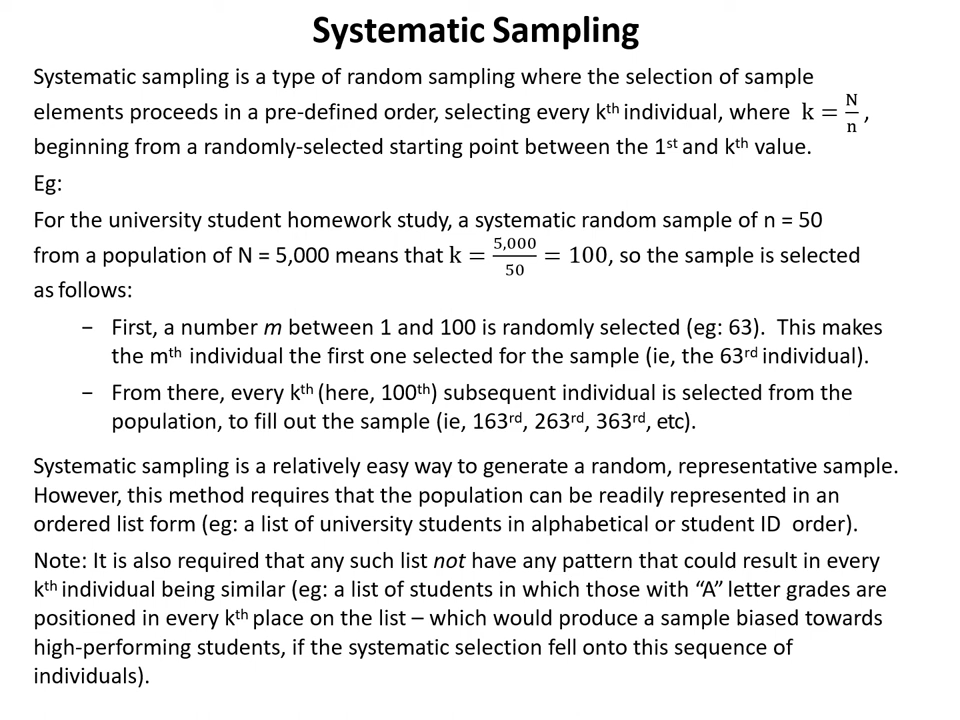 Systematic Sampling
Systematic sampling is a type of random sampling where the selection of sample
elements proceeds in a pre-defined order, selecting every kth individual, where k = N/n ,
beginning from a randomly-selected starting point between the 1st and kth value.
Eg:
For the university student homework study, a systematic random sample of n = 50
from a population of N = 5,000 means that k = 5,000/50 = 100, so the sample is selected
as follows:
− First, a number m between 1 and 100 is randomly selected (eg: 63). This makes
the mth individual the first one selected for the sample (ie, the 63rd individual).
− From there, every kth (here, 100th) subsequent individual is selected from the
population, to fill out the sample (ie, 163rd, 263rd, 363rd, etc).
Systematic sampling is a relatively easy way to generate a random, representative sample.
However, this method requires that the population can be readily represented in an
ordered list form (eg: a list of university students in alphabetical or student ID order).
Note: It is also required that any such list not have any pattern that could result in every
kth individual being similar (eg: a list of students in which those with “A” letter grades are
positioned in every kth place on the list – which would produce a sample biased towards
high-performing students, if the systematic selection fell onto this sequence of
individuals).